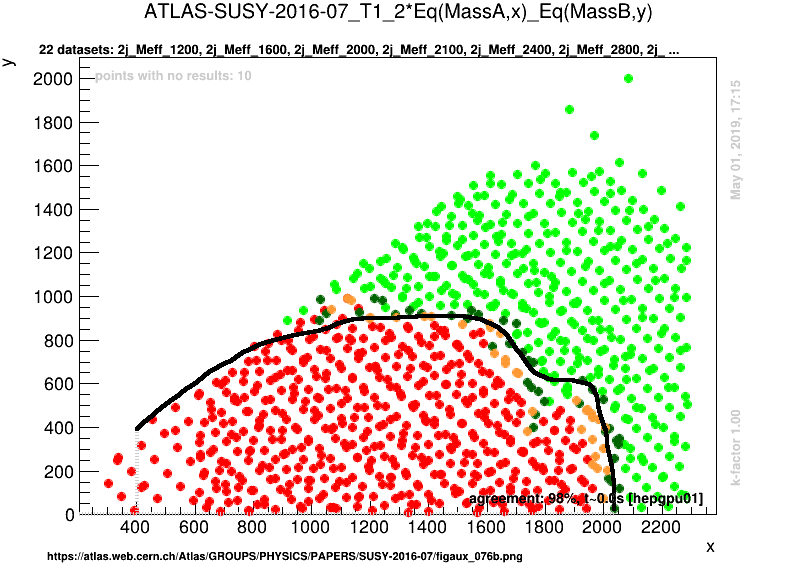 ATLAS-SUSY-2016-07_T1_2*Eq(MassA,x)_Eq(MassB,y)
22 datasets: 2j_Meff_1200, 2j_Meff_1600, 2j_Meff_2000, 2j_Meff_2100, 2j_Meff_2400, 2j_Meff_2800, 2j_ ...
y
points with no results: 10
2000
1800
1600
1400
1200
1000
800
600
400
200
0
May 01, 2019, 17:15
k-factor 1.00
agreement: 98%, t~0.0s [hepgpu01]
400 600 800 1000 1200 1400 1600 1800 2000 2200
x
https://atlas.web.cern.ch/Atlas/GROUPS/PHYSICS/PAPERS/SUSY-2016-07/figaux_076b.png